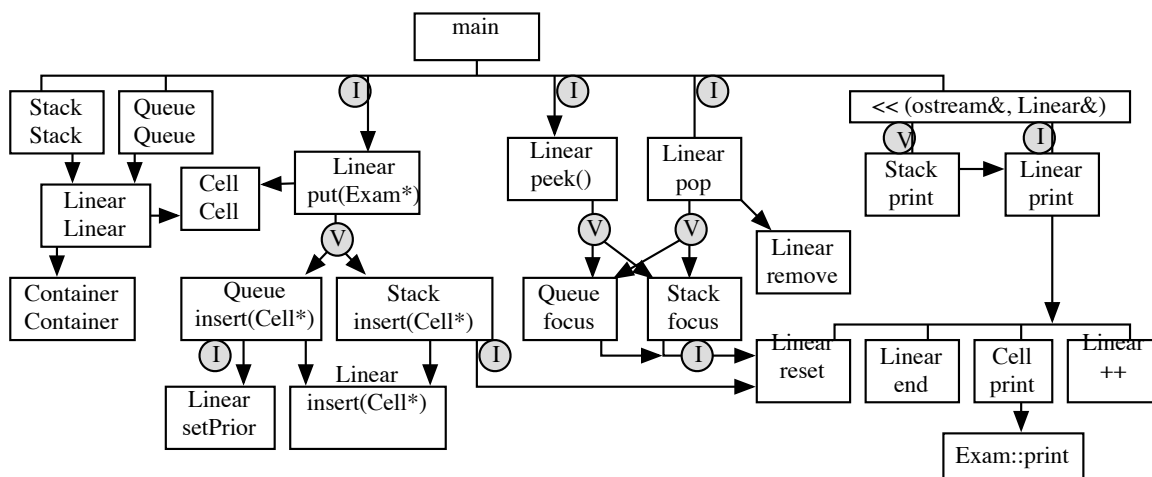 main
I
I
I
Stack
Stack
Queue
Queue
<< (ostream&, Linear&)
V
I
Linear
put(Exam*)
Linear
peek()
Linear
pop
Stack
print
Linear
print
Cell
Cell
Linear
Linear
V
V
V
Linear
remove
Container
Container
Queue
insert(Cell*)
Stack
insert(Cell*)
Queue
focus
Stack
focus
I
I
I
Linear
reset
Linear
end
Cell
print
Linear
++
Linear
setPrior
Linear
insert(Cell*)
Exam::print